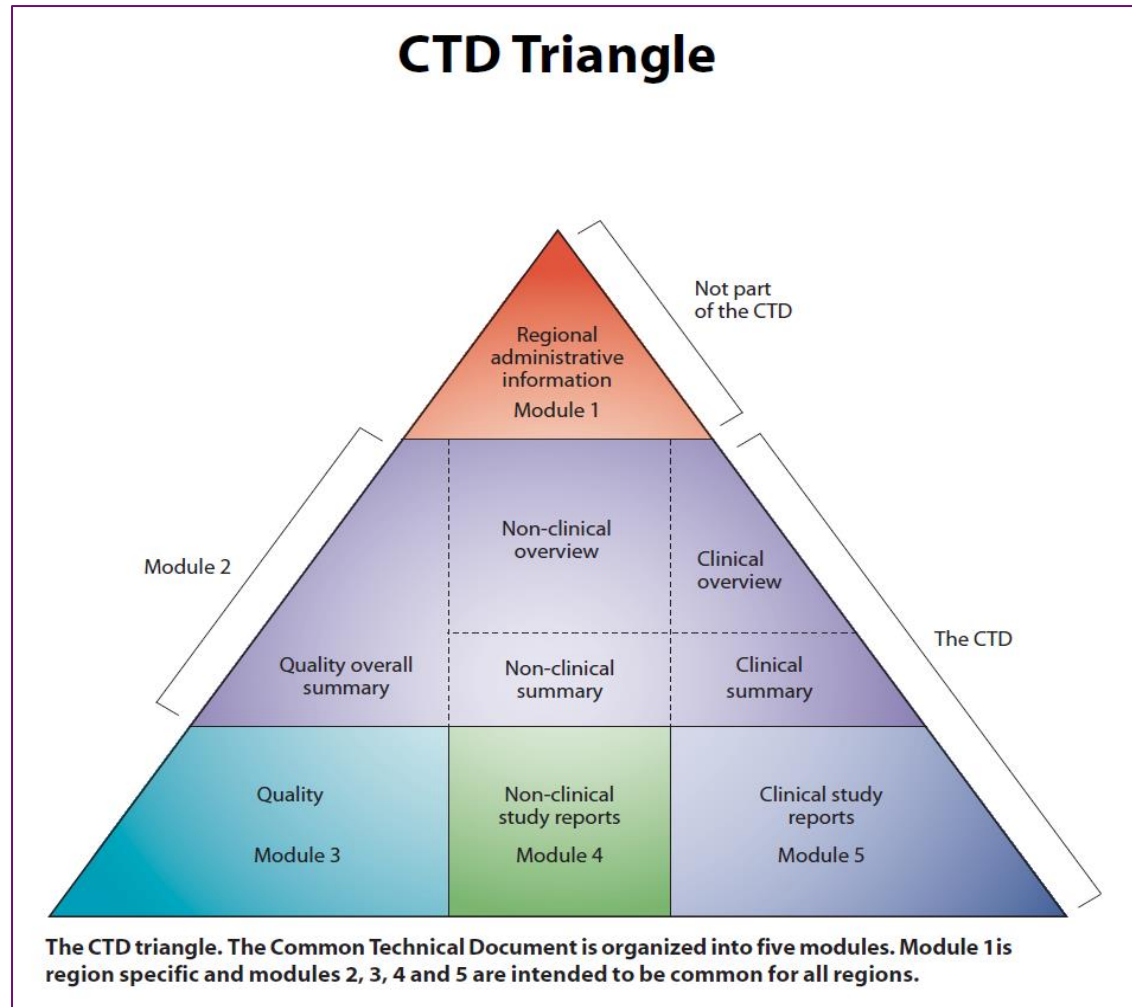 CTD Triangle
Not part
of the CTD
Regional
administrative
information
Module 1
Module 2
Non-clinical
overview
Clinical
overview
The CTD
Quality overall
summary
Non-clinical
summary
Clinical
summary
Quality
Module 3
Non-clinical
study reports
Module 4
Clinical study
reports
Module 5
The CTD triangle. The Common Technical Document is organized into five modules. Module 1is
region specific and modules 2, 3, 4 and 5 are intended to be common for all regions.